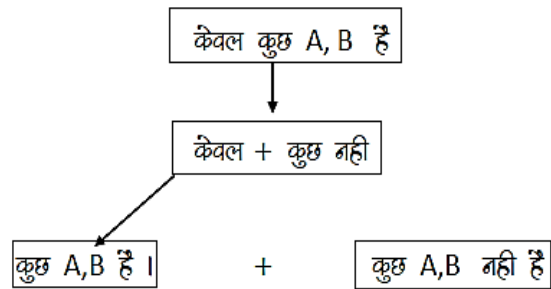 केवल कुछ A, B है
केवल + कुछ नही
कुछ A,B है ।
+
कुछ A,B नही है